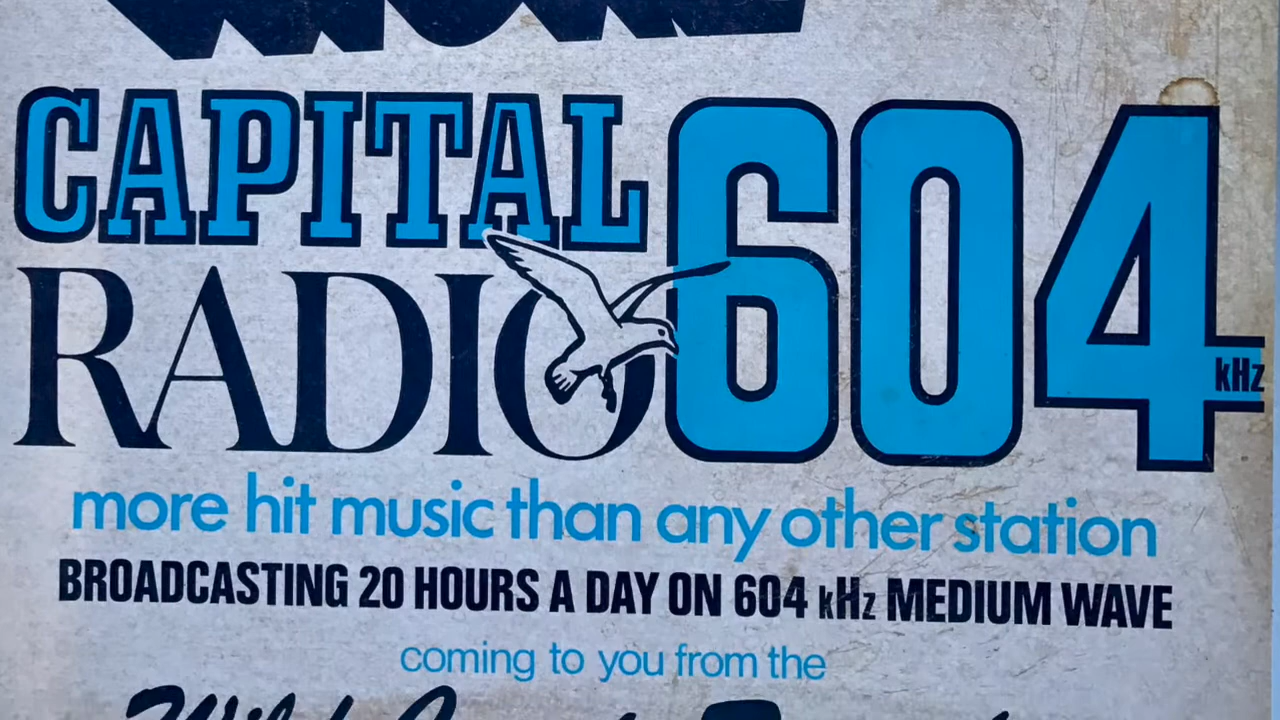 CAPITAL
RADIO
604
kHz
more hit music than any other station
BROADCASTING 20 HOURS A DAY ON 604 kHz MEDIUM WAVE
coming to you from the